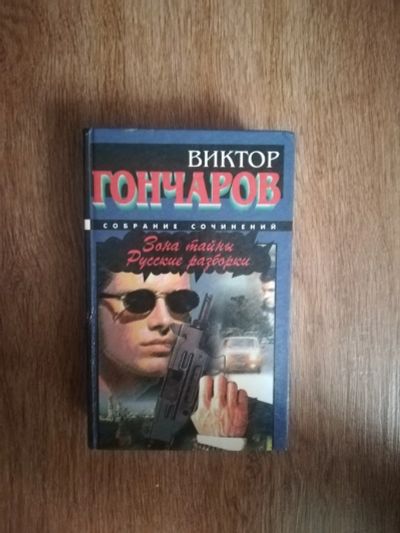 ВИКТОР
ГОНЧАРОВ
СОБРАНИЕ СОЧИНЕНИЙ
Зона тайны
Русские разборки